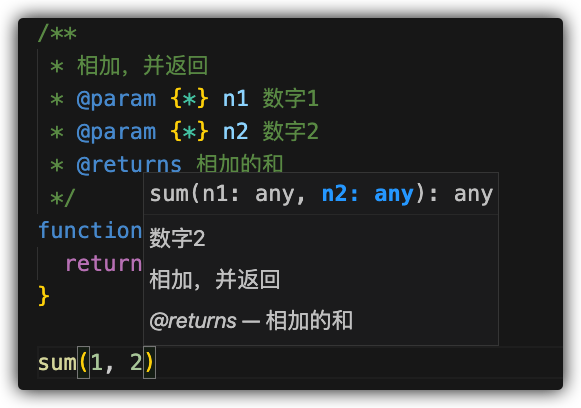 /**
 * 相加，并返回
 * @param {*} n1 数字1
 * @param {*} n2 数字2
 * @returns 相加的和
 */
sum(n1: any, n2: any): any
数字2
相加，并返回
@returns — 相加的和
function
  return
}
sum(1, 2)